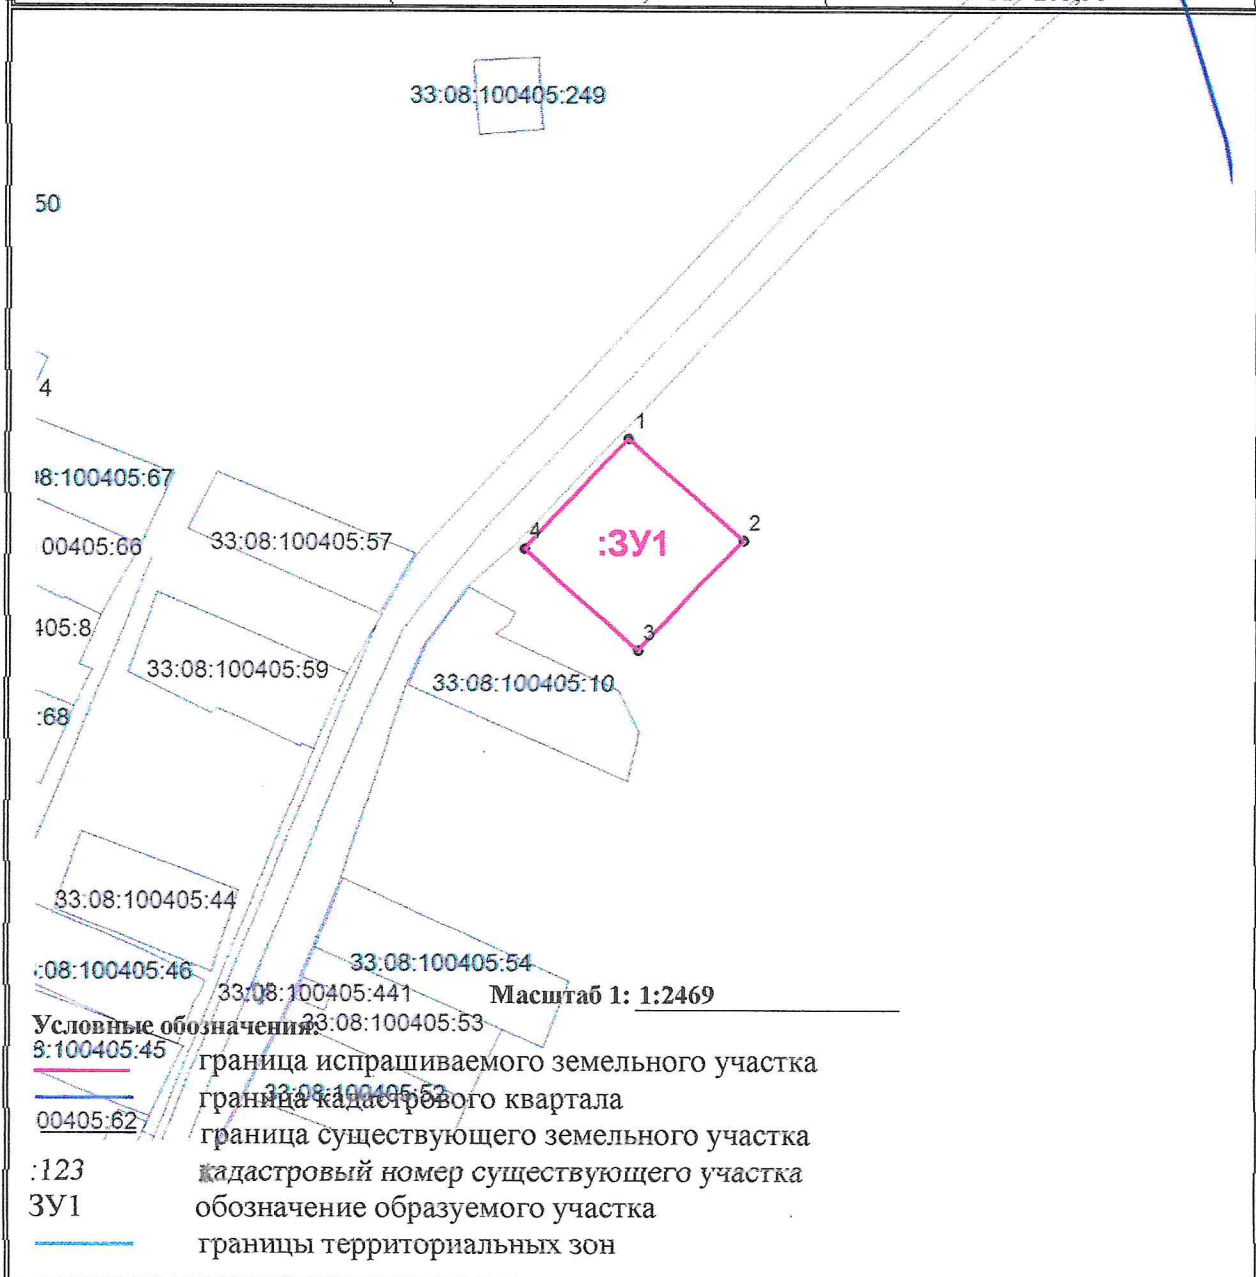 33:08:100405:249
50
4
1
8:100405:67
33:08:100405:57
4
:ЗУ1
2
00405:66
405:8
3
33:08:100405:59
33:08:100405:10
:68
33:08:100405:44
33:08:100405:54
:08:100405:46
33:08:100405:441
Масштаб 1: 1:2469
Условные обозначения:
33:08:100405:53
8:100405:45
граница испрашиваемого земельного участка
33:08:100405:52
граница кадастрового квартала
00405:62
граница существующего земельного участка
:123 кадастровый номер существующего участка
ЗУ1 обозначение образуемого участка
границы территориальных зон